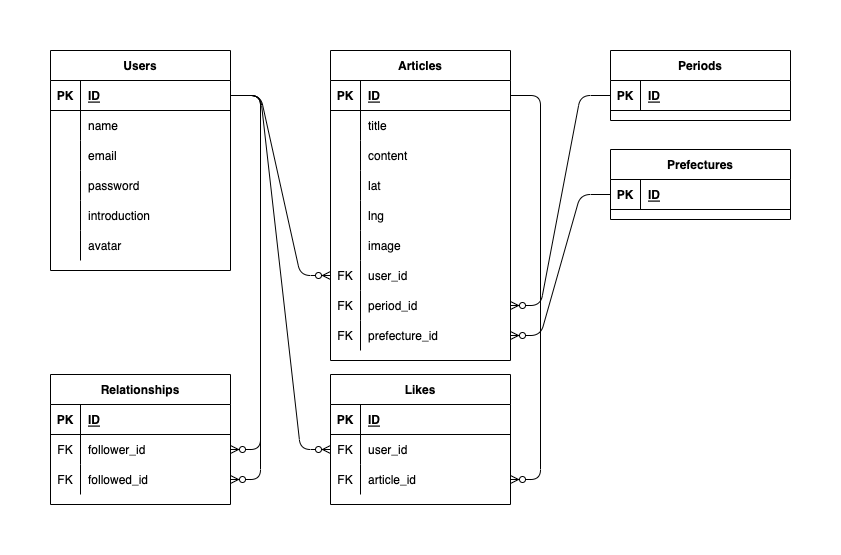 Users
PK ID
name
email
password
introduction
avatar
Articles
PK ID
title
content
lat
lng
image
FK user_id
FK period_id
FK prefecture_id
Periods
PK ID
Prefectures
PK ID
Relationships
PK ID
FK follower_id
FK followed_id
Likes
PK ID
FK user_id
FK article_id